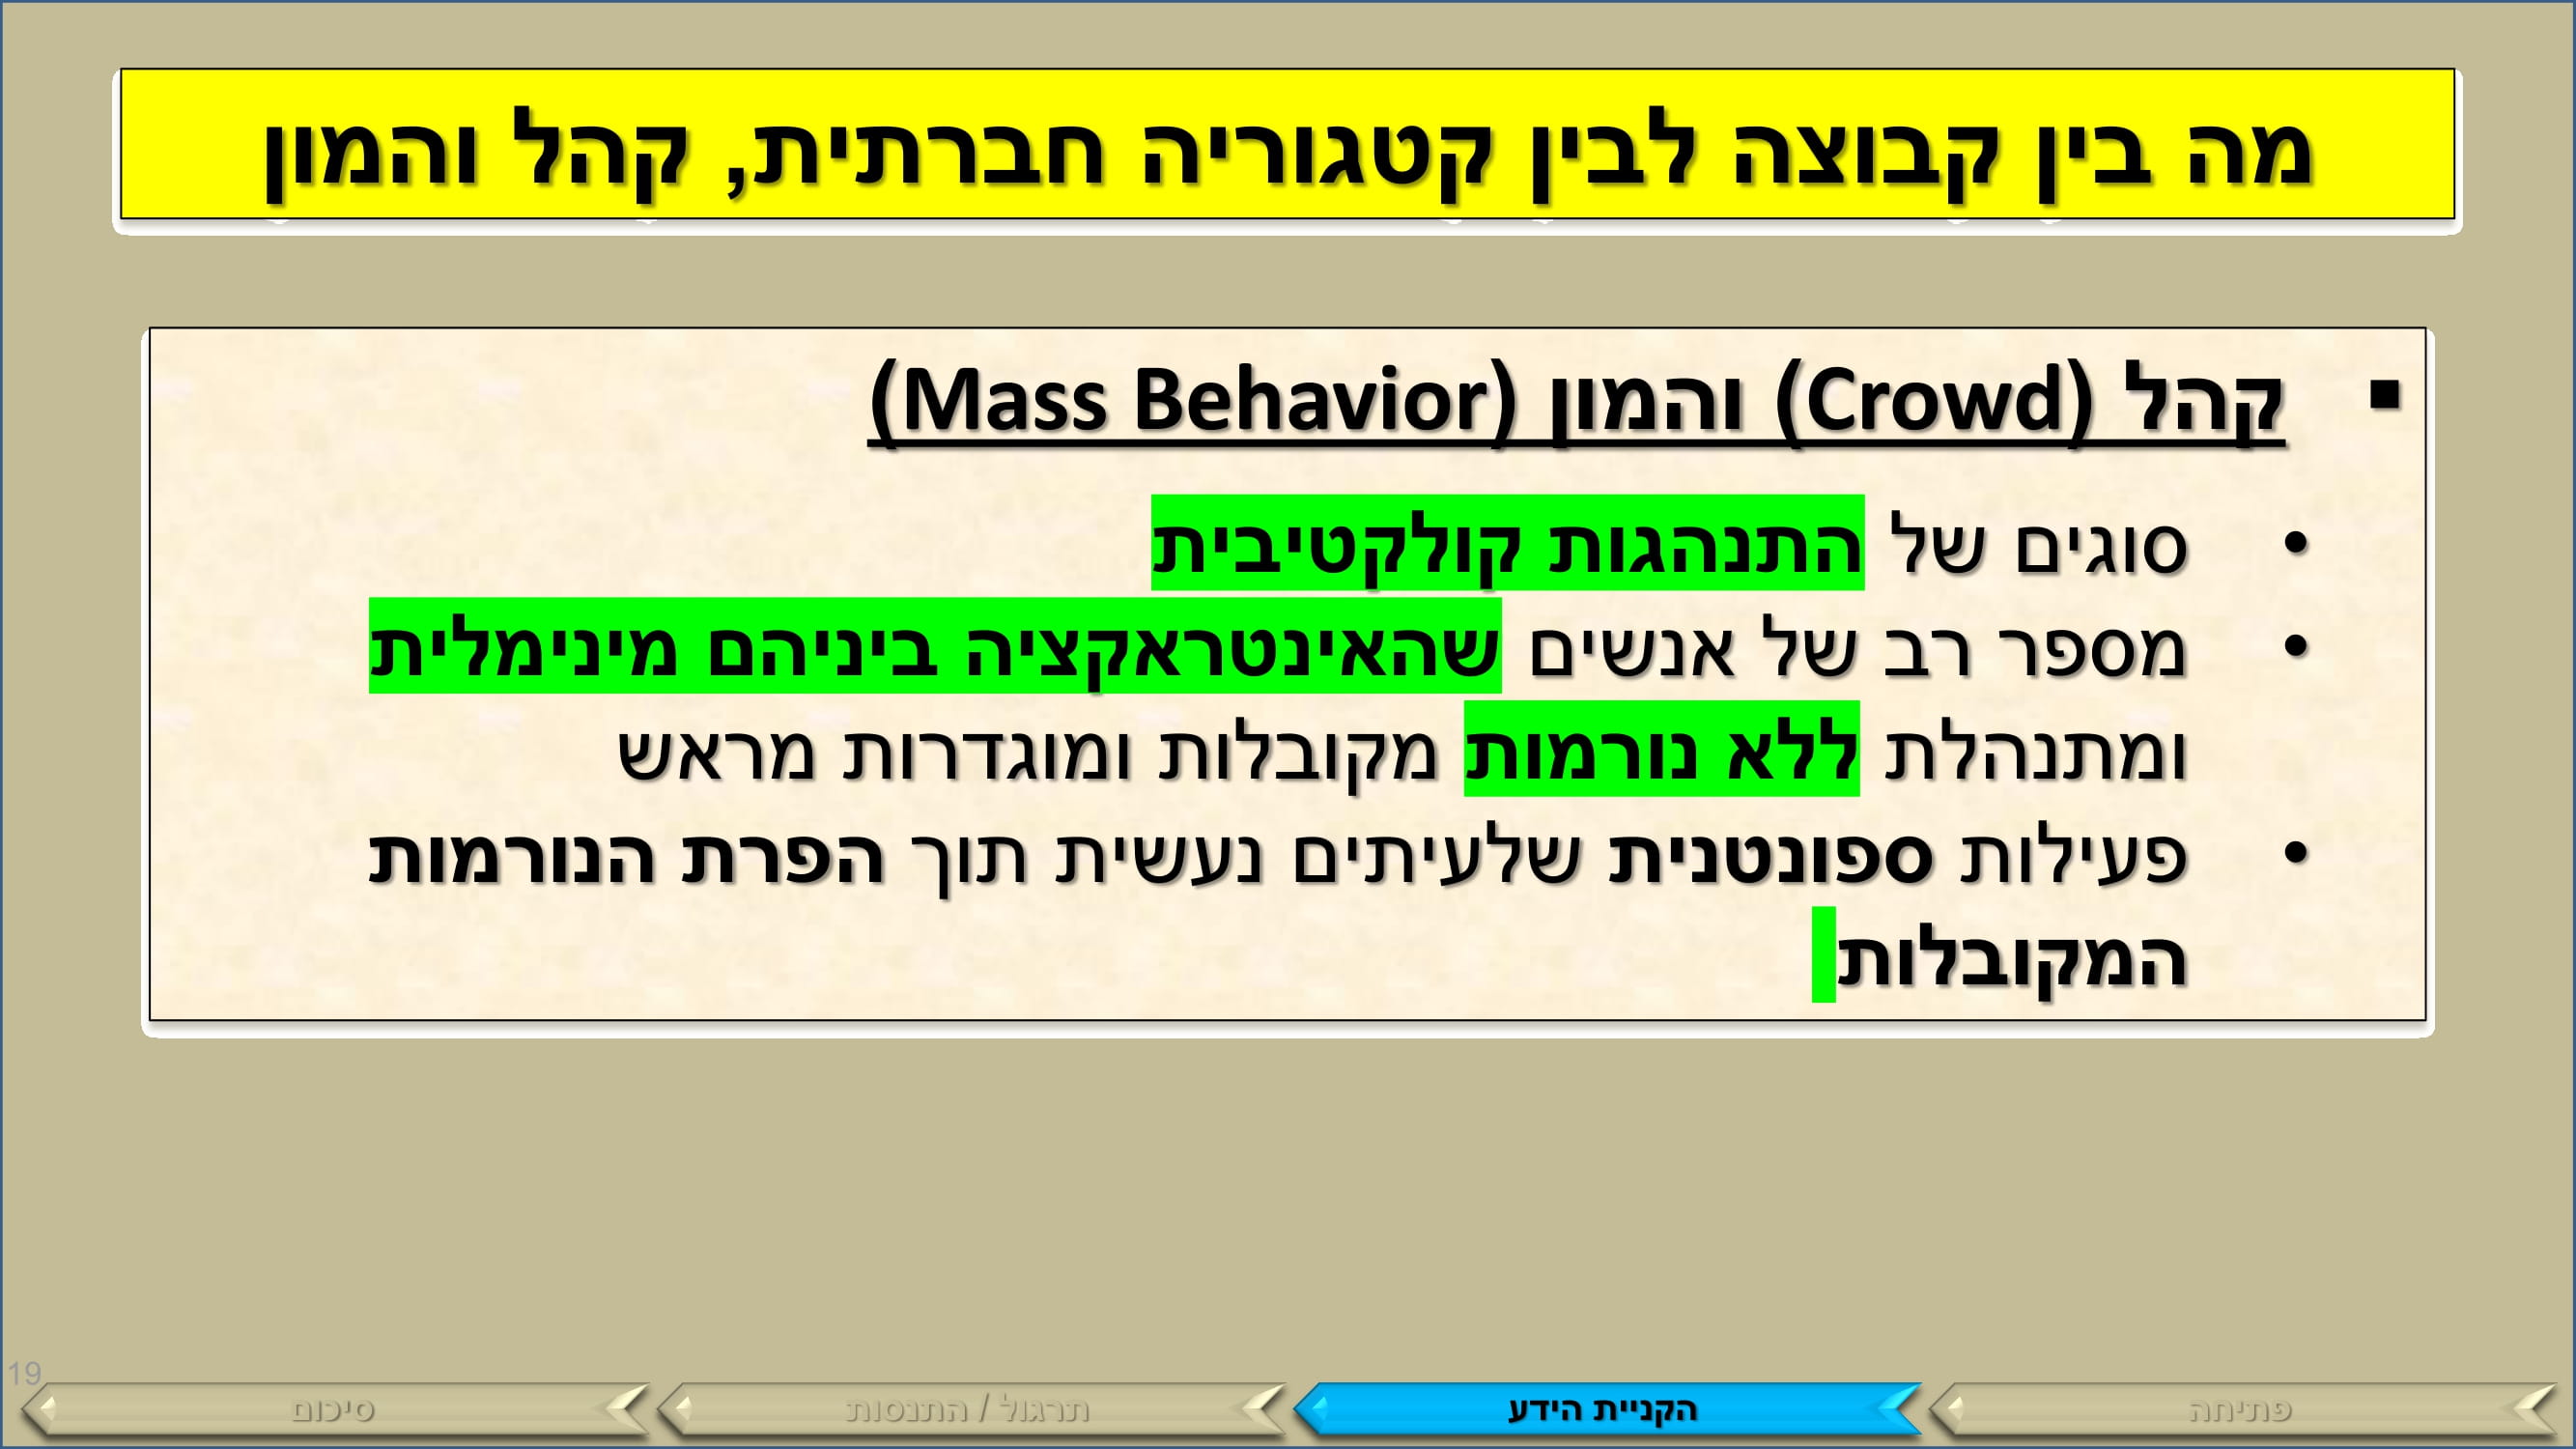 מה בין קבוצה לבין קטגוריה חברתית, קהל והמון
▪ קהל (Crowd) והמון (Mass Behavior)
• סוגים של התנהגות קולקטיבית
• מספר רב של אנשים שהאינטראקציה ביניהם מינימלית
ומתנהלת ללא נורמות מקובלות ומוגדרות מראש
• פעילות ספונטנית שלעיתים נעשית תוך הפרת הנורמות
המקובלות
19
פתיחה
הקניית הידע
תרגול / התנסות
סיכום